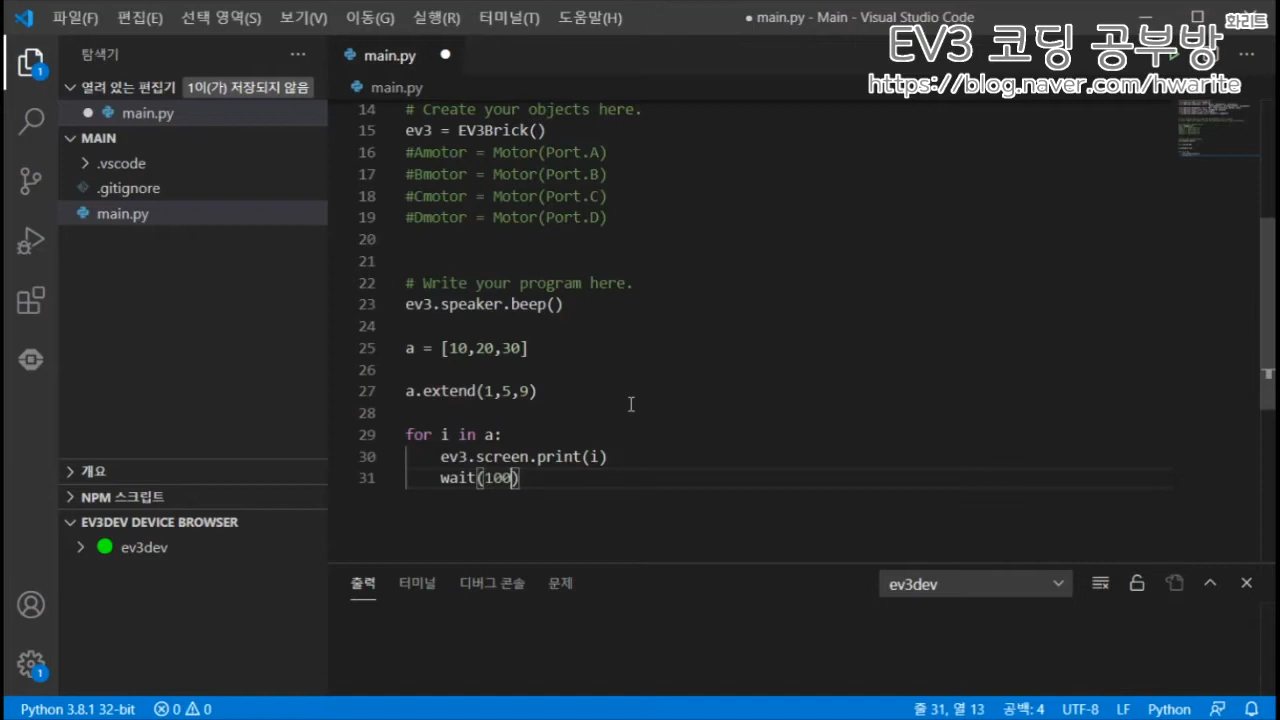 파일(F) 편집(E) 선택 영역(S) 보기(V) 이동(G) 실행(R) 터미널(T) 도움말(H) ● main.py - Main - Visual Studio Code
화리트
EV3 코딩 공부방
https://blog.naver.com/hwarite
탐색기
열려 있는 편집기 1이(가) 저장되지 않음
main.py
MAIN
.vscode
.gitignore
main.py
개요
NPM 스크립트
EV3DEV DEVICE BROWSER
ev3dev
1
1
main.py
main.py
14 # Create your objects here.
15 ev3 = EV3Brick()
16 #Amotor = Motor(Port.A)
17 #Bmotor = Motor(Port.B)
18 #Cmotor = Motor(Port.C)
19 #Dmotor = Motor(Port.D)
20
21
22 # Write your program here.
23 ev3.speaker.beep()
24
25 a = [10,20,30]
26
27 a.extend(1,5,9)
28
29 for i in a:
30     ev3.screen.print(i)
31     wait(100)
출력 터미널 디버그 콘솔 문제 ev3dev
Python 3.8.1 32-bit 0 0 줄 31, 열 13 공백: 4 UTF-8 LF Python